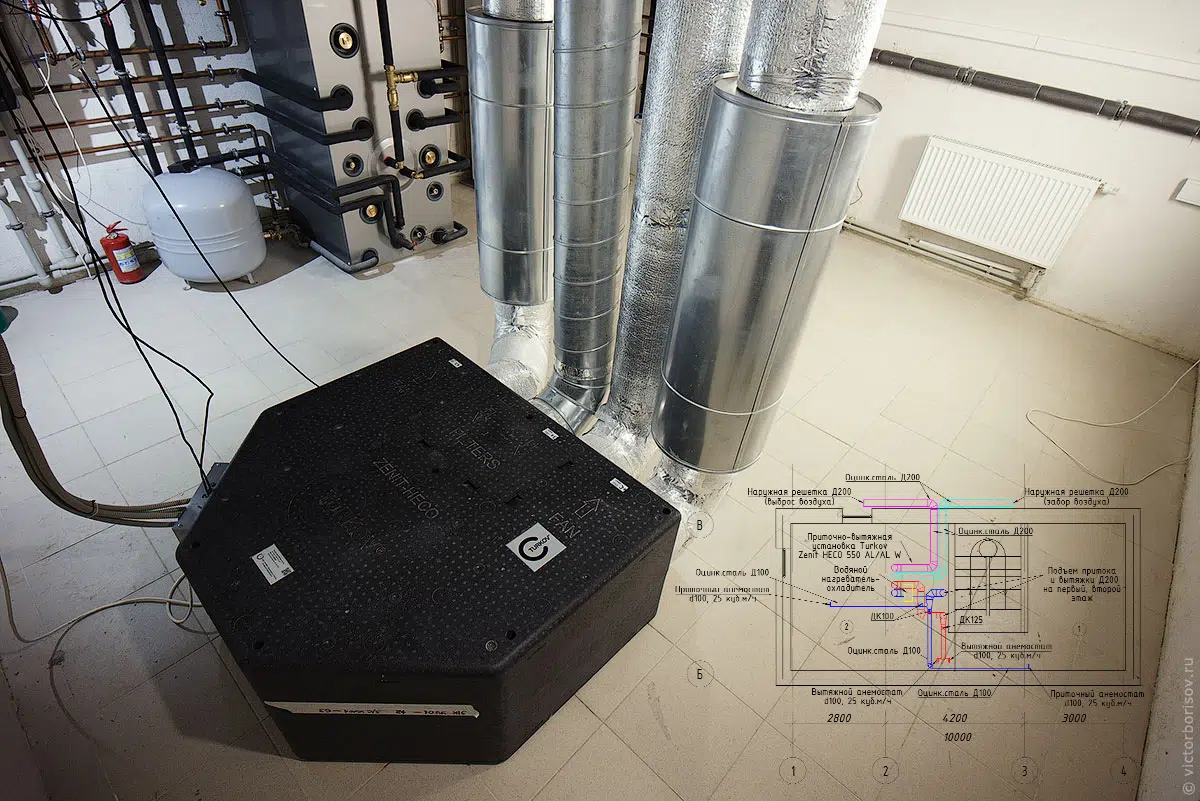 FILTERS
ZENIT HECO
FAN
TURKOV
Оцинк.сталь Д200
Наружная решетка Д200
(выброс воздуха)
Наружная решетка Д200
(забор воздуха)
Оцинк.сталь Д200
В
Приточно-вытяжная
установка Turkov
Zenit HECO 550 AL/AL W
Оцинк.сталь Д100
Водяной
нагреватель-
охладитель
Подъем притока
и вытяжки Д200
на первый, второй
этаж
Приточный анемостат
d100, 25 куб.м/ч
ДК100
ДК125
2
1
Оцинк.сталь Д100
Вытяжной анемостат
d100, 25 куб.м/ч
Б
Вытяжной анемостат
d100, 25 куб.м/ч
Оцинк.сталь Д100
Приточный анемостат
d100, 25 куб.м/ч
2800
4200
3000
10000
1
2
3
4
© victorborisov.ru